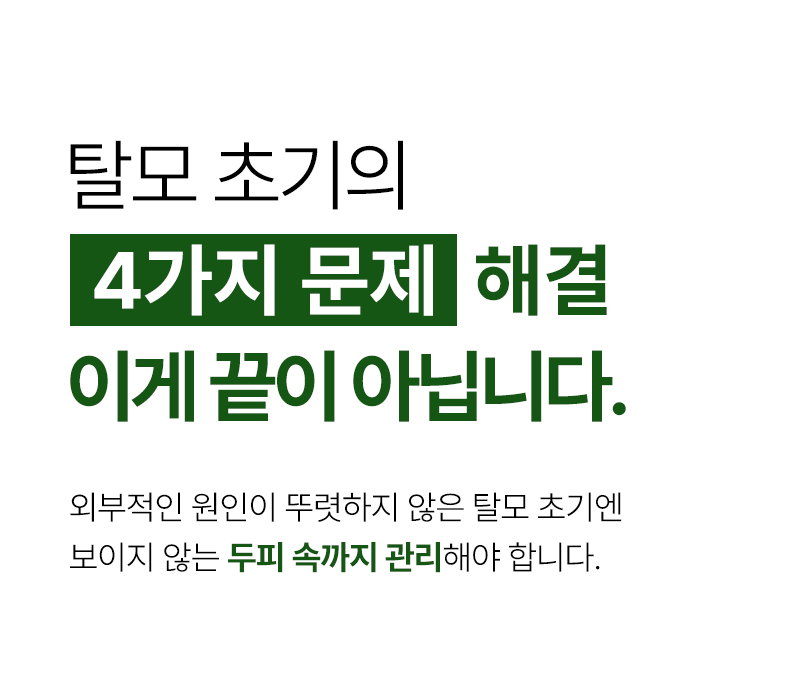 탈모 초기의
4가지 문제 해결
이게 끝이 아닙니다.
외부적인 원인이 뚜렷하지 않은 탈모 초기엔
보이지 않는 두피 속까지 관리해야 합니다.